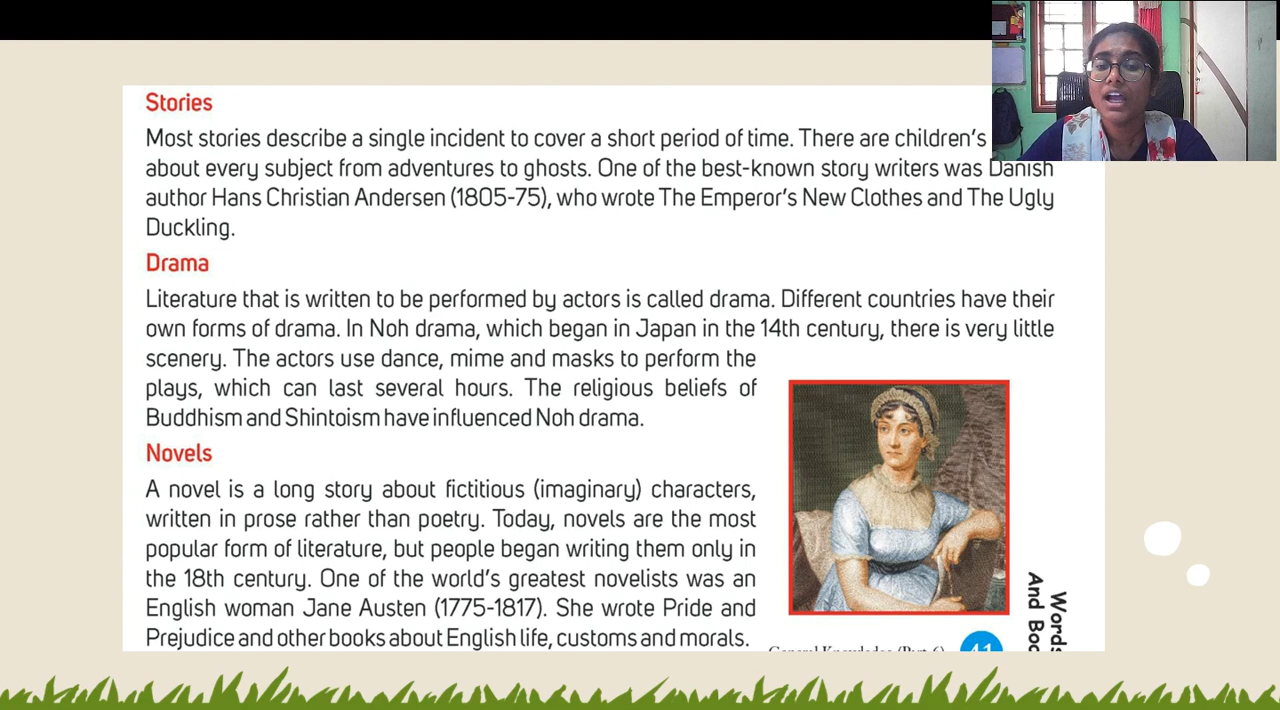 Stories
Most stories describe a single incident to cover a short period of time. There are children's
about every subject from adventures to ghosts. One of the best-known story writers was Danish
author Hans Christian Andersen (1805-75), who wrote The Emperor's New Clothes and The Ugly
Duckling.
Drama
Literature that is written to be performed by actors is called drama. Different countries have their
own forms of drama. In Noh drama, which began in Japan in the 14th century, there is very little
scenery. The actors use dance, mime and masks to perform the
plays, which can last several hours. The religious beliefs of
Buddhism and Shintoism have influenced Noh drama.
Novels
A novel is a long story about fictitious (imaginary) characters,
written in prose rather than poetry. Today, novels are the most
popular form of literature, but people began writing them only in
the 18th century. One of the world's greatest novelists was an
English woman Jane Austen (1775-1817). She wrote Pride and
Prejudice and other books about English life, customs and morals.
General Knowledge (Part-6) 41
Words
And